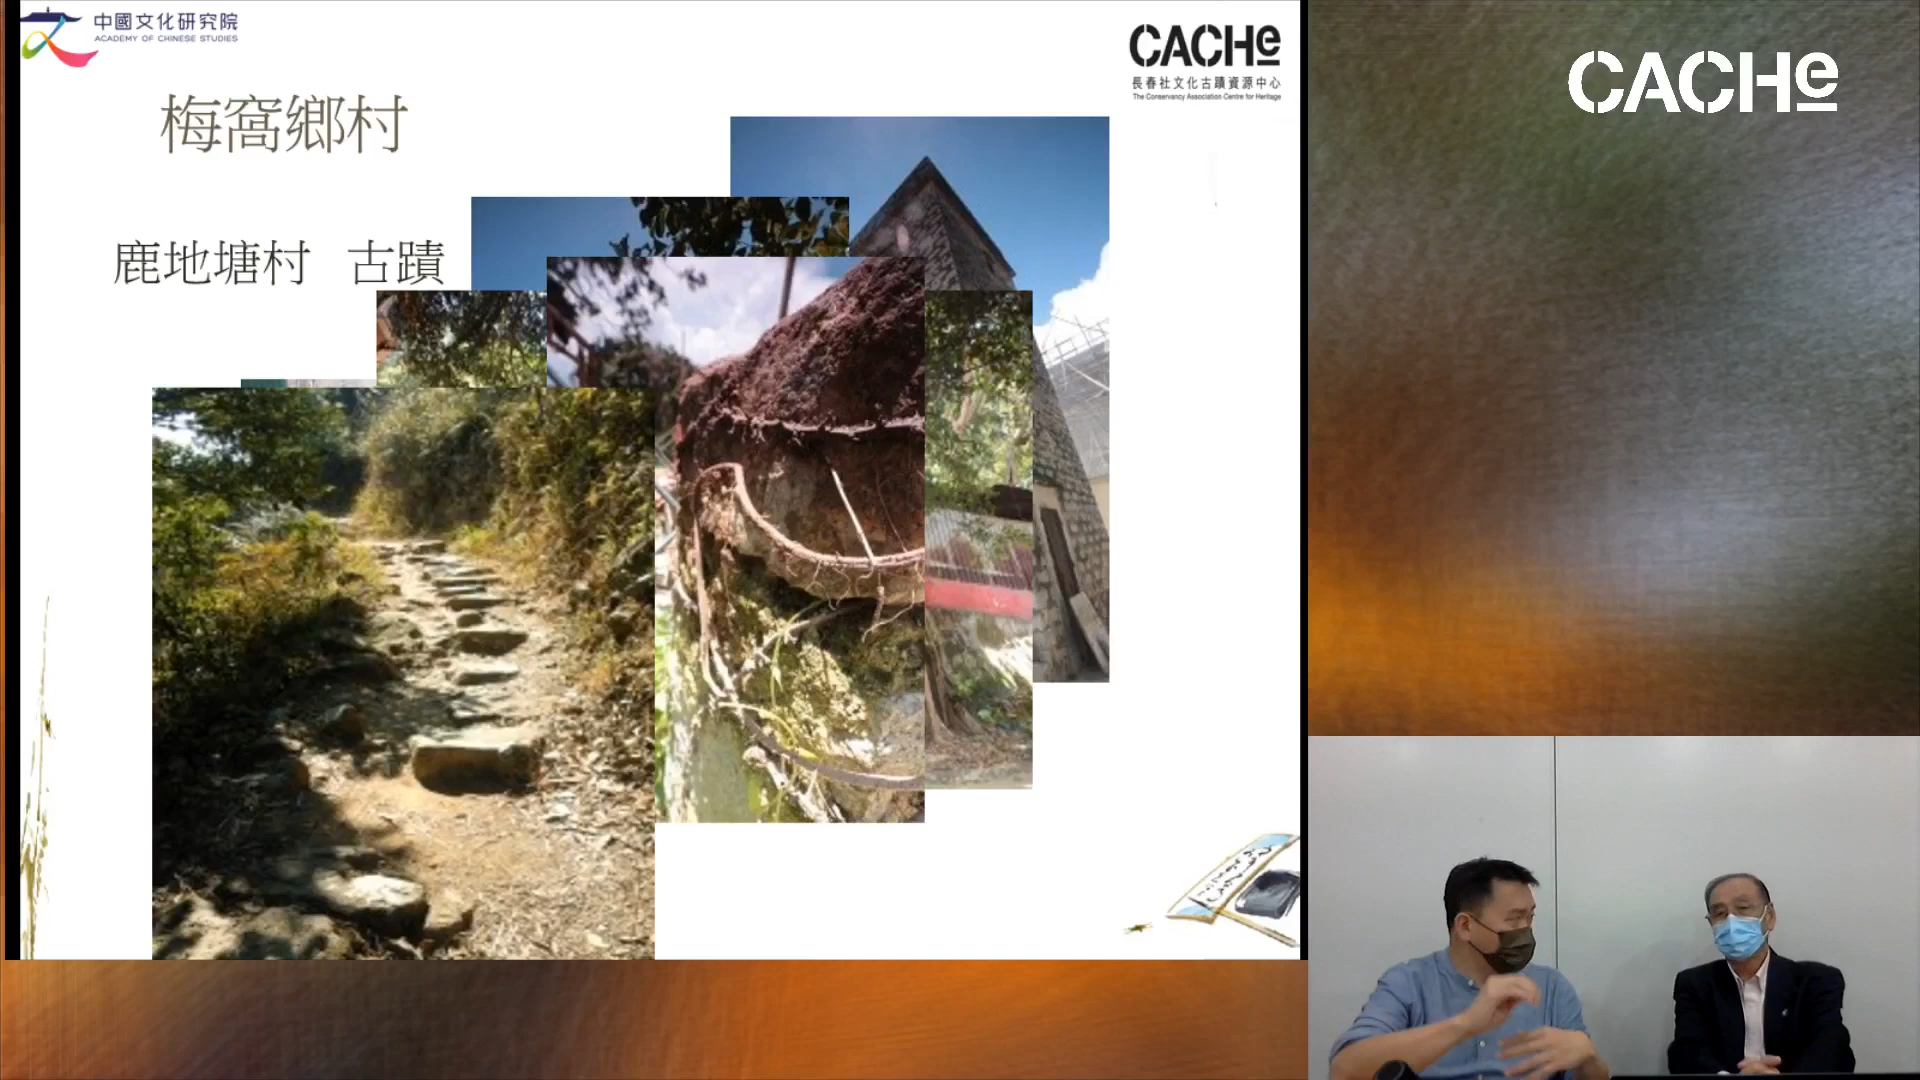 中國文化研究院
ACADEMY OF CHINESE STUDIES
CACHe
長春社文化古蹟資源中心
The Conservancy Association Centre for Heritage
CACHe
梅窩鄉村
鹿地塘村 古蹟